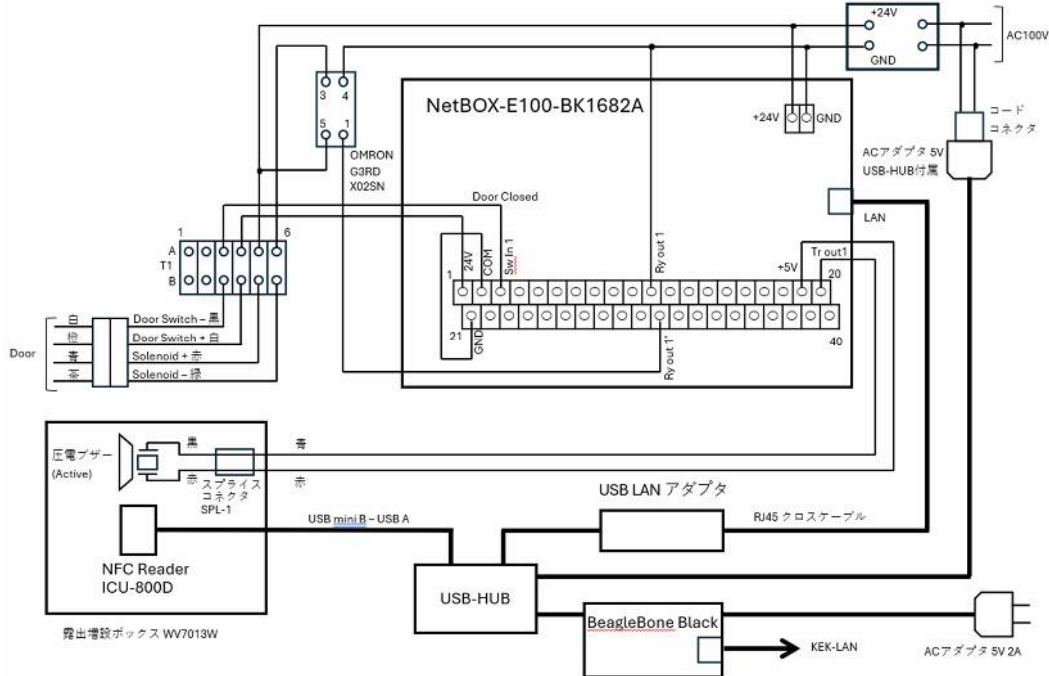 +24V
GND
AC100V
3 4
5 1
OMRON
G3RD
X02SN
NetBOX-E100-BK1682A
+24V
GND
コード
コネクタ
ACアダプタ 5V
USB-HUB付属
LAN
Door Closed
1
6
A
T1
B
1
24V
COM
Sw In 1
Ry out 1
+5V
Tr out1
20
21
GND
Ry out 1'
40
Door
白
橙
青
茶
Door Switch – 黒
Door Switch + 白
Solenoid + 赤
Solenoid – 緑
圧電ブザー
(Active)
黒
赤
スプライス
コネクタ
SPL-1
青
赤
NFC Reader
ICU-800D
露出増設ボックス WV7013W
USB mini B – USB A
USB LAN アダプタ
RJ45 クロスケーブル
USB-HUB
BeagleBone Black
KEK-LAN
ACアダプタ 5V 2A